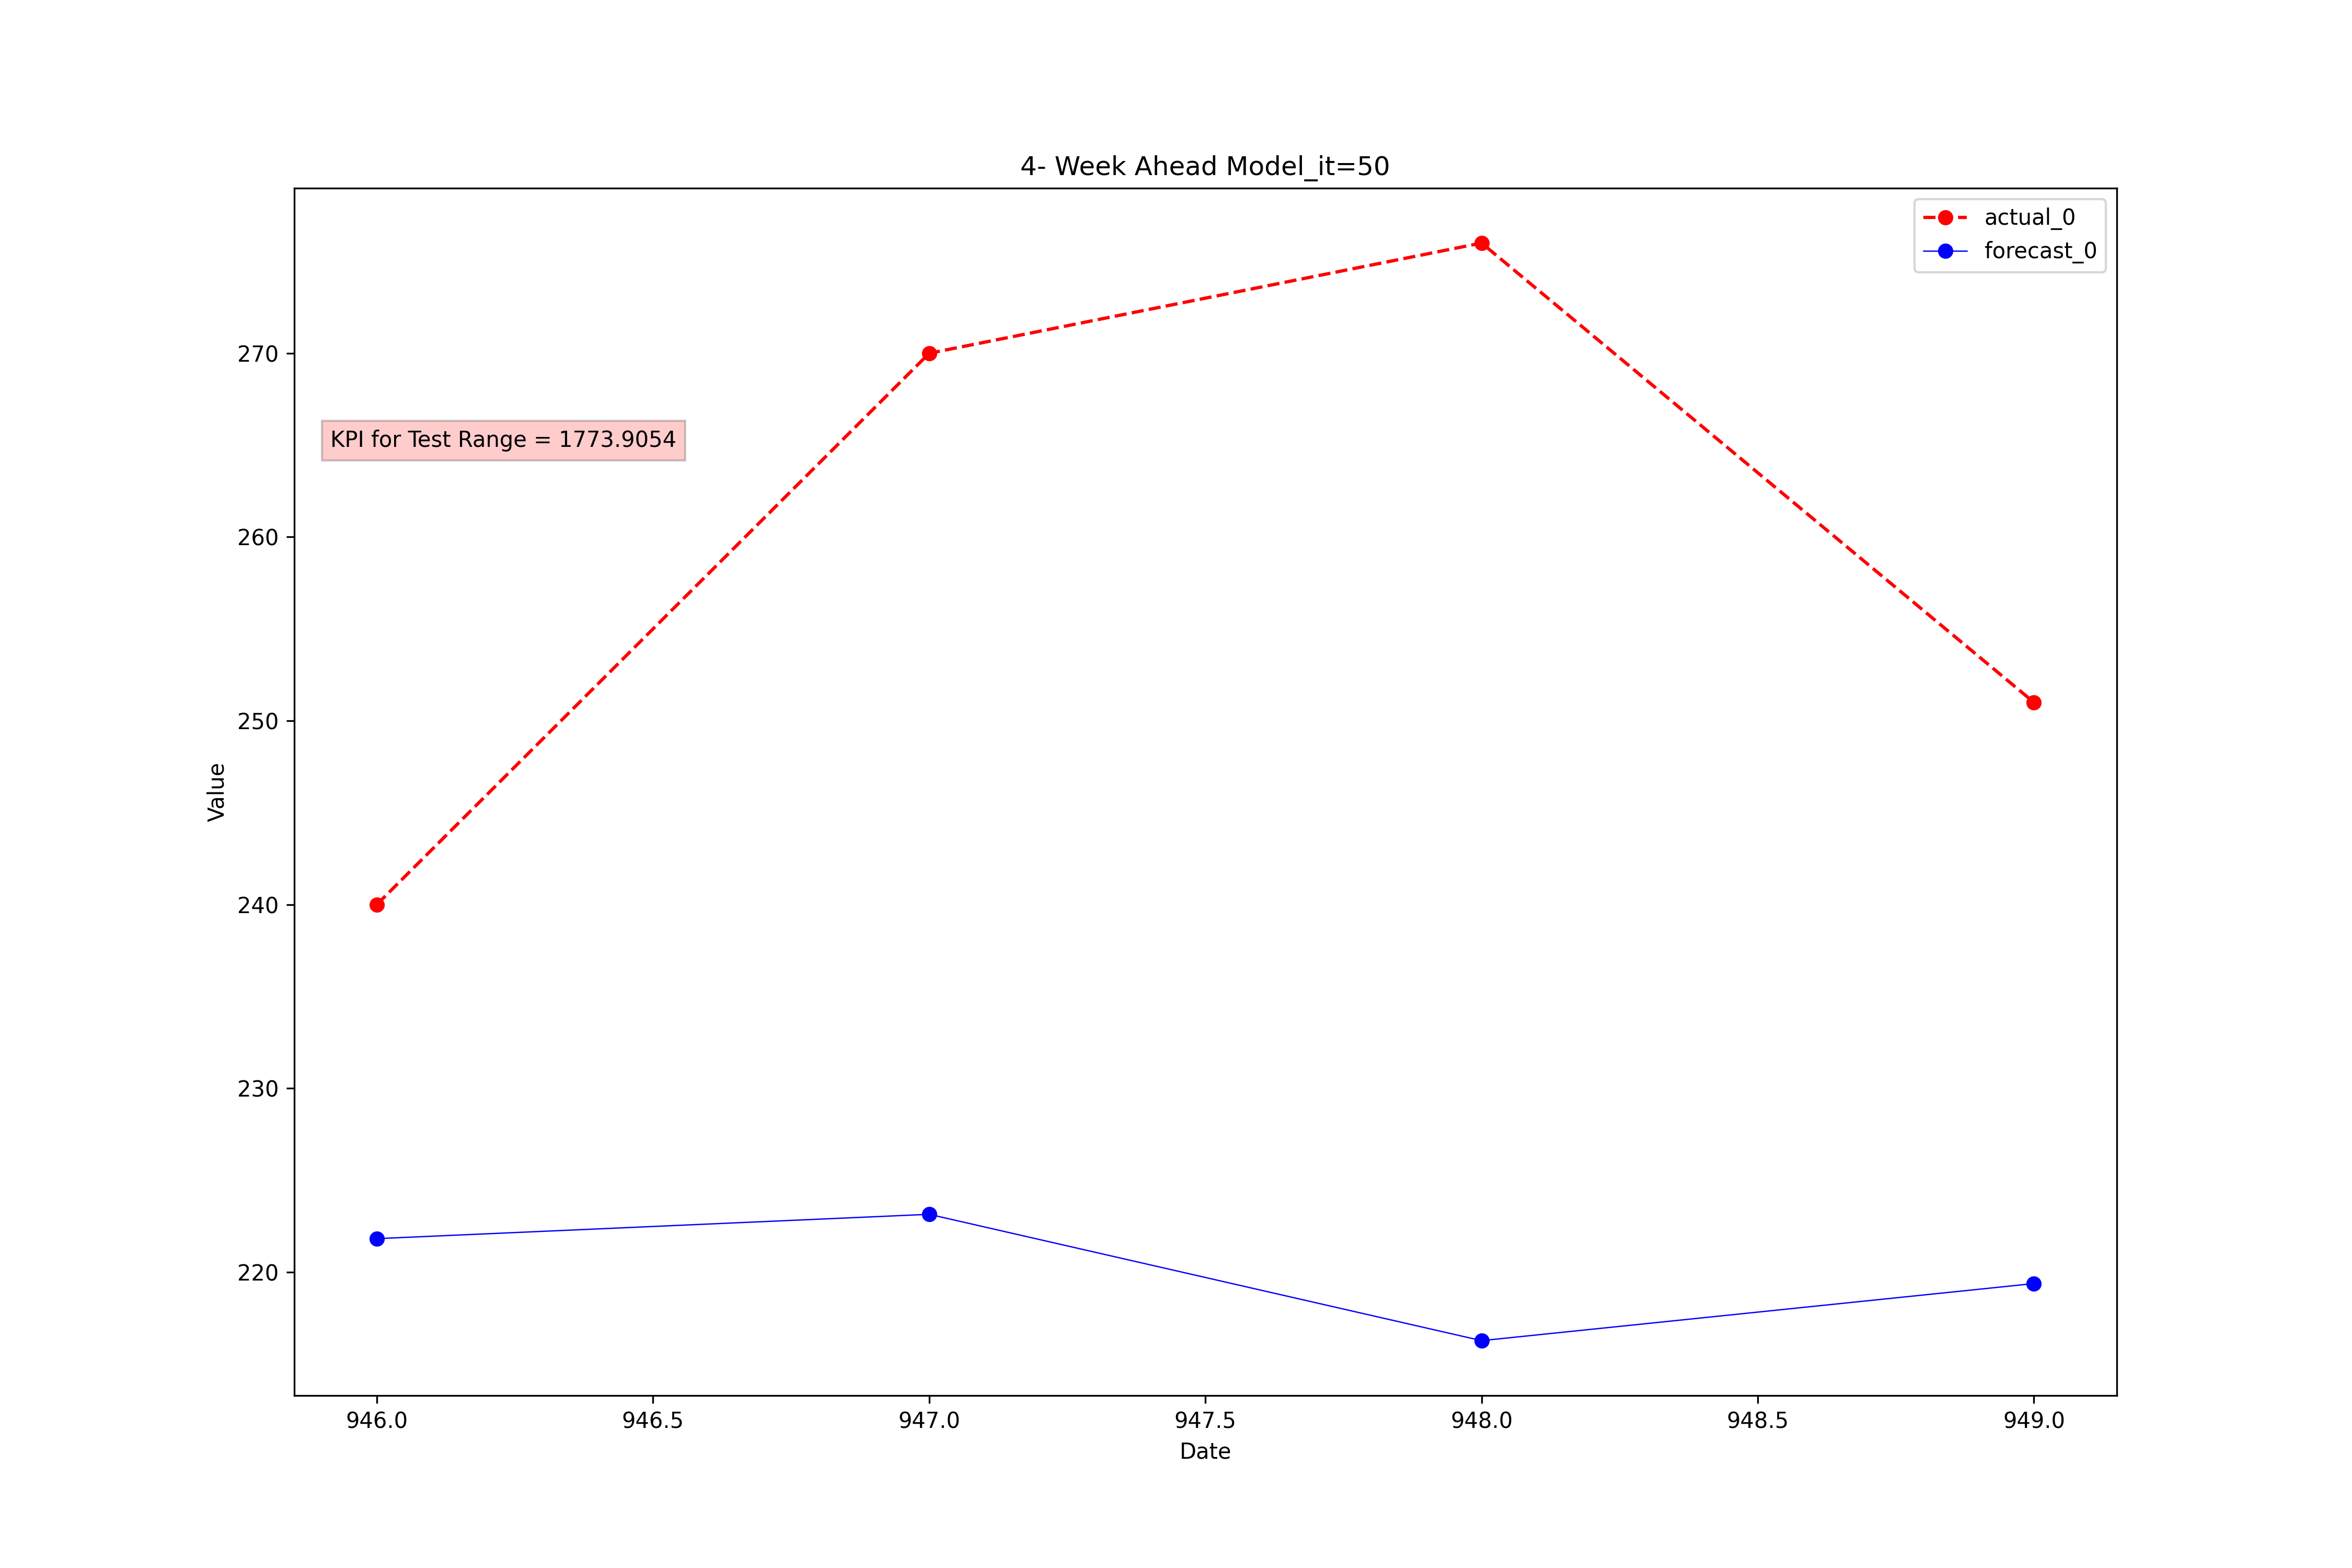 4- Week Ahead Model_it=50
actual_0
forecast_0
KPI for Test Range = 1773.9054
Value
270
260
250
240
230
220
946.0 946.5 947.0 947.5 948.0 948.5 949.0
Date